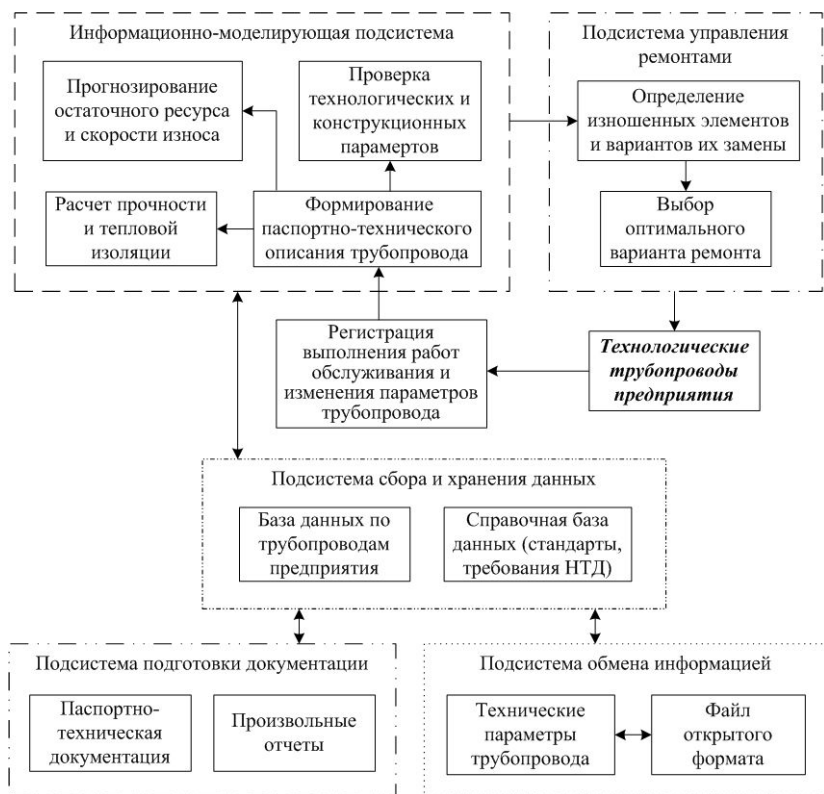 Информационно-моделирующая подсистема
Прогнозирование
остаточного ресурса
и скорости износа
Проверка
технологических и
конструкционных
парамертов
Расчет прочности
и тепловой
изоляции
Формирование
паспортно-технического
описания трубопровода
Подсистема управления
ремонтами
Определение
изношенных элементов
и вариантов их замены
Выбор
оптимального
варианта ремонта
Регистрация
выполнения работ
обслуживания и
изменения параметров
трубопровода
Технологические
трубопроводы
предприятия
Подсистема сбора и хранения данных
База данных по
трубопроводам
предприятия
Справочная база
данных (стандарты,
требования НТД)
Подсистема подготовки документации
Паспортно-
техническая
документация
Произвольные
отчеты
Подсистема обмена информацией
Технические
параметры
трубопровода
Файл
открытого
формата